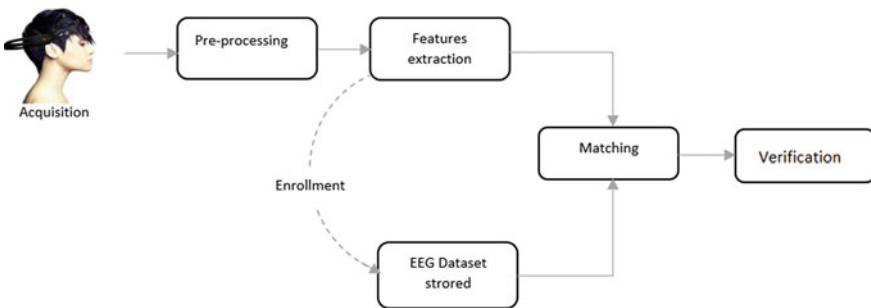 Acquisition
Pre-processing
Features
extraction
Enrollment
Matching
Verification
EEG Dataset
strored